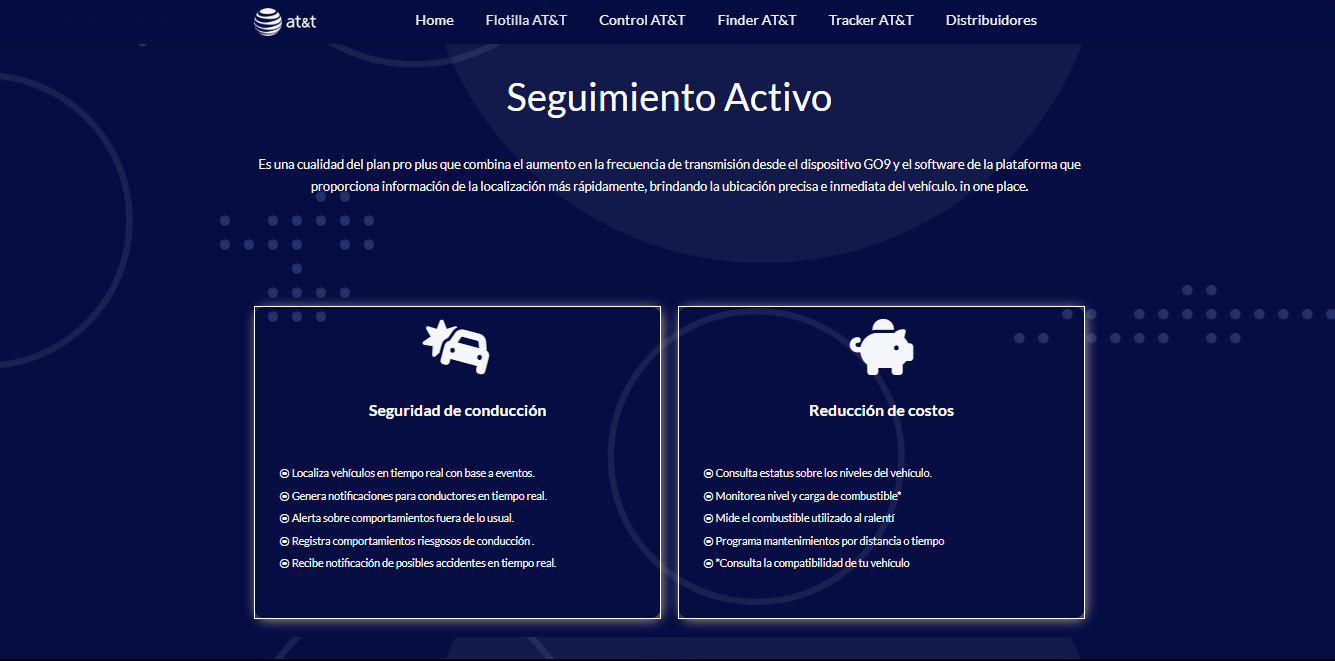 at&t
Home Flotilla AT&T Control AT&T Finder AT&T Tracker AT&T Distribuidores
Seguimiento Activo
Es una cualidad del plan pro plus que combina el aumento en la frecuencia de transmisión desde el dispositivo GO9 y el software de la plataforma que
proporciona información de la localización más rápidamente, brindando la ubicación precisa e inmediata del vehículo. in one place.
Seguridad de conducción
Localiza vehículos en tiempo real con base a eventos.
Genera notificaciones para conductores en tiempo real.
Alerta sobre comportamientos fuera de lo usual.
Registra comportamientos riesgosos de conducción .
Recibe notificación de posibles accidentes en tiempo real.
Reducción de costos
Consulta estatus sobre los niveles del vehículo.
Monitorea nivel y carga de combustible*
Mide el combustible utilizado al ralentí
Programa mantenimientos por distancia o tiempo
*Consulta la compatibilidad de tu vehículo